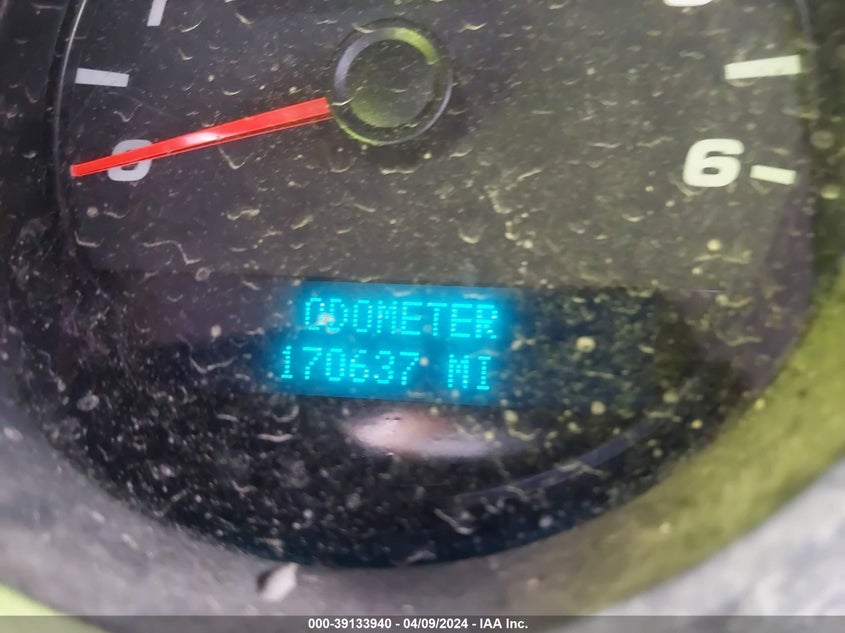 0
6
ODOMETER
170637 MI
000-39133940 - 04/09/2024 - IAA Inc.